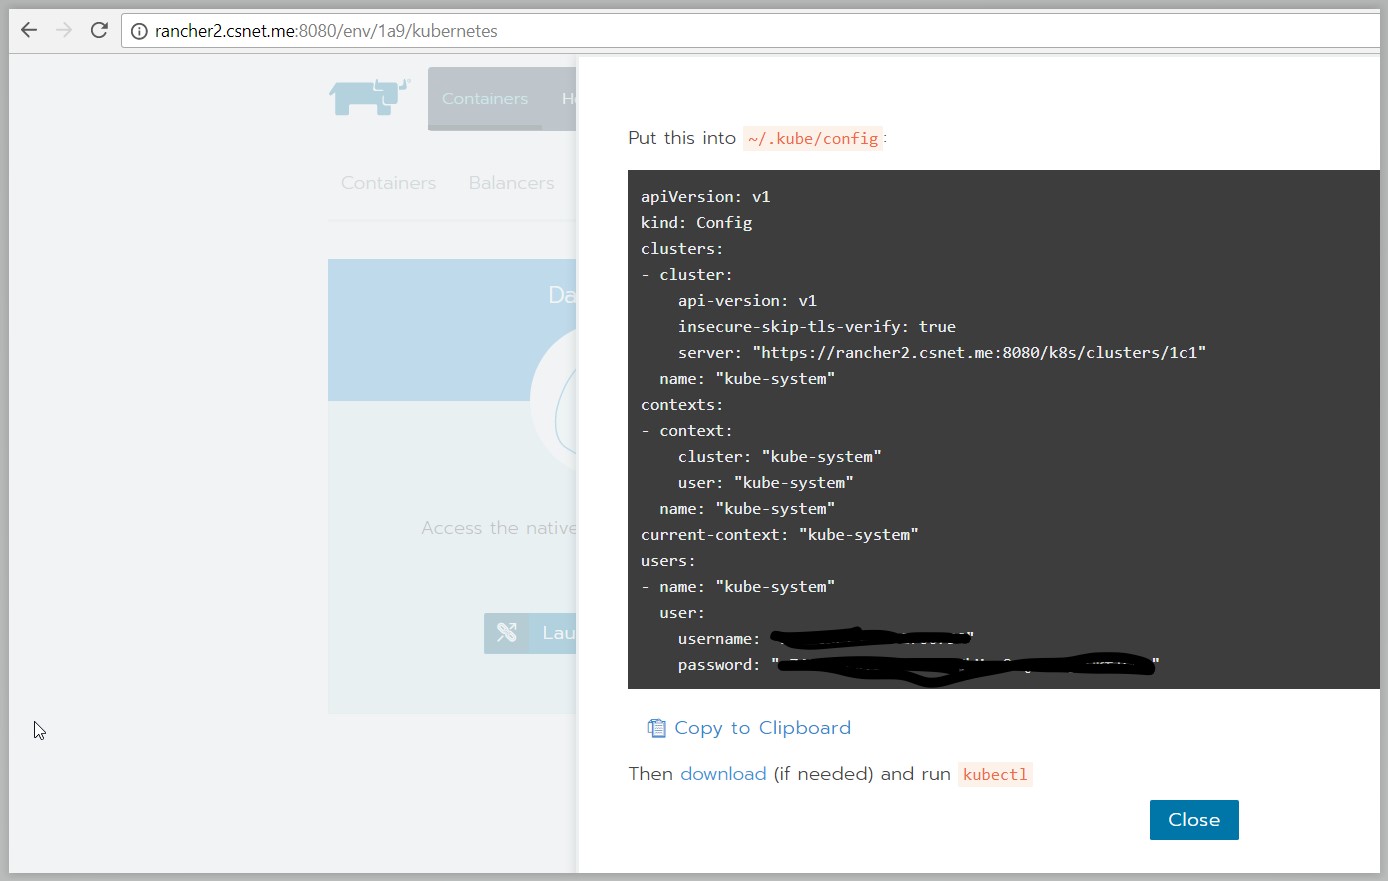 rancher2.csnet.me:8080/env/1a9/kubernetes
Containers
Containers Balancers
Access the native
Put this into ~/.kube/config:
apiVersion: v1
kind: Config
clusters:
- cluster:
    api-version: v1
    insecure-skip-tls-verify: true
    server: "https://rancher2.csnet.me:8080/k8s/clusters/1c1"
  name: "kube-system"
contexts:
- context:
    cluster: "kube-system"
    user: "kube-system"
  name: "kube-system"
current-context: "kube-system"
users:
- name: "kube-system"
  user:
    username:
    password:
Copy to Clipboard
Then download (if needed) and run kubectl
Close